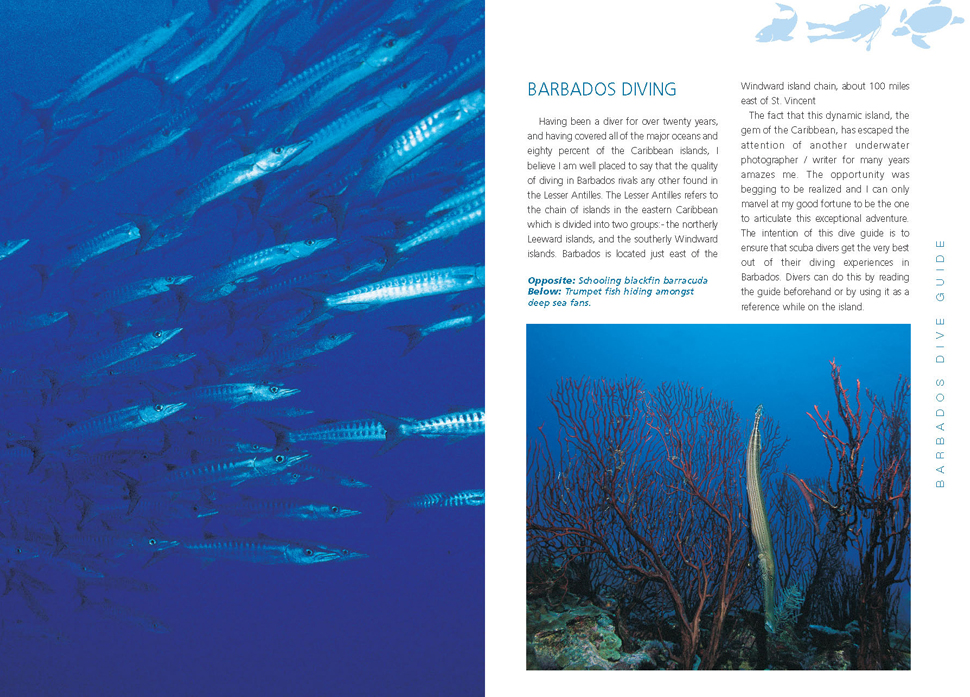 BARBADOS DIVING
Having been a diver for over twenty years,
and having covered all of the major oceans and
eighty percent of the Caribbean islands, I
believe I am well placed to say that the quality
of diving in Barbados rivals any other found in
the Lesser Antilles. The Lesser Antilles refers to
the chain of islands in the eastern Caribbean
which is divided into two groups:- the northerly
Leeward islands, and the southerly Windward
islands. Barbados is located just east of the
Opposite: Schooling blackfin barracuda
Below: Trumpet fish hiding amongst
deep sea fans.
Windward island chain, about 100 miles
east of St. Vincent
The fact that this dynamic island, the
gem of the Caribbean, has escaped the
attention of another underwater
photographer / writer for many years
amazes me. The opportunity was
begging to be realized and I can only
marvel at my good fortune to be the one
to articulate this exceptional adventure.
The intention of this dive guide is to
ensure that scuba divers get the very best
out of their diving experiences in
Barbados. Divers can do this by reading
the guide beforehand or by using it as a
reference while on the island.
BARBADOS DIVE GUIDE